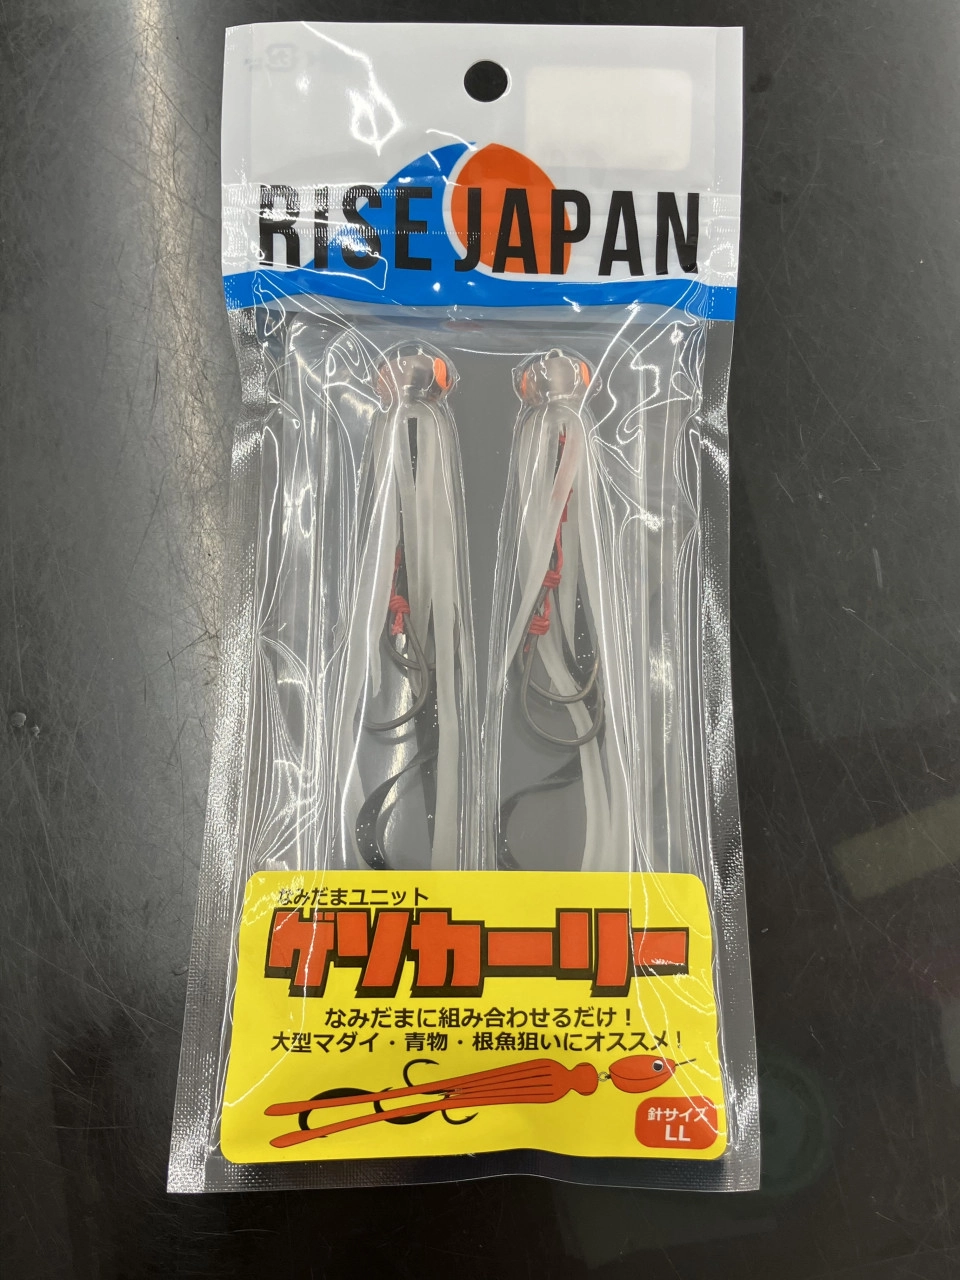 RISE JAPAN
なみだまユニット
ゲソカーリー
なみだまに組み合わせるだけ！
大型マダイ・青物・根魚狙いにオススメ！
針サイズ
LL